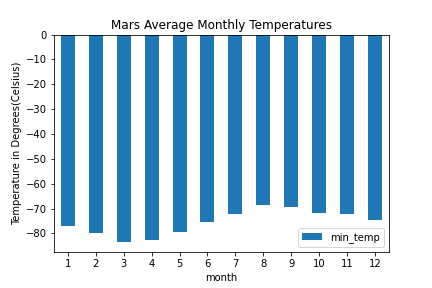 Mars Average Monthly Temperatures
Temperature in Degrees(Celsius)
0
−10
−20
−30
−40
−50
−60
−70
−80
min_temp
1 2 3 4 5 6 7 8 9 10 11 12
month